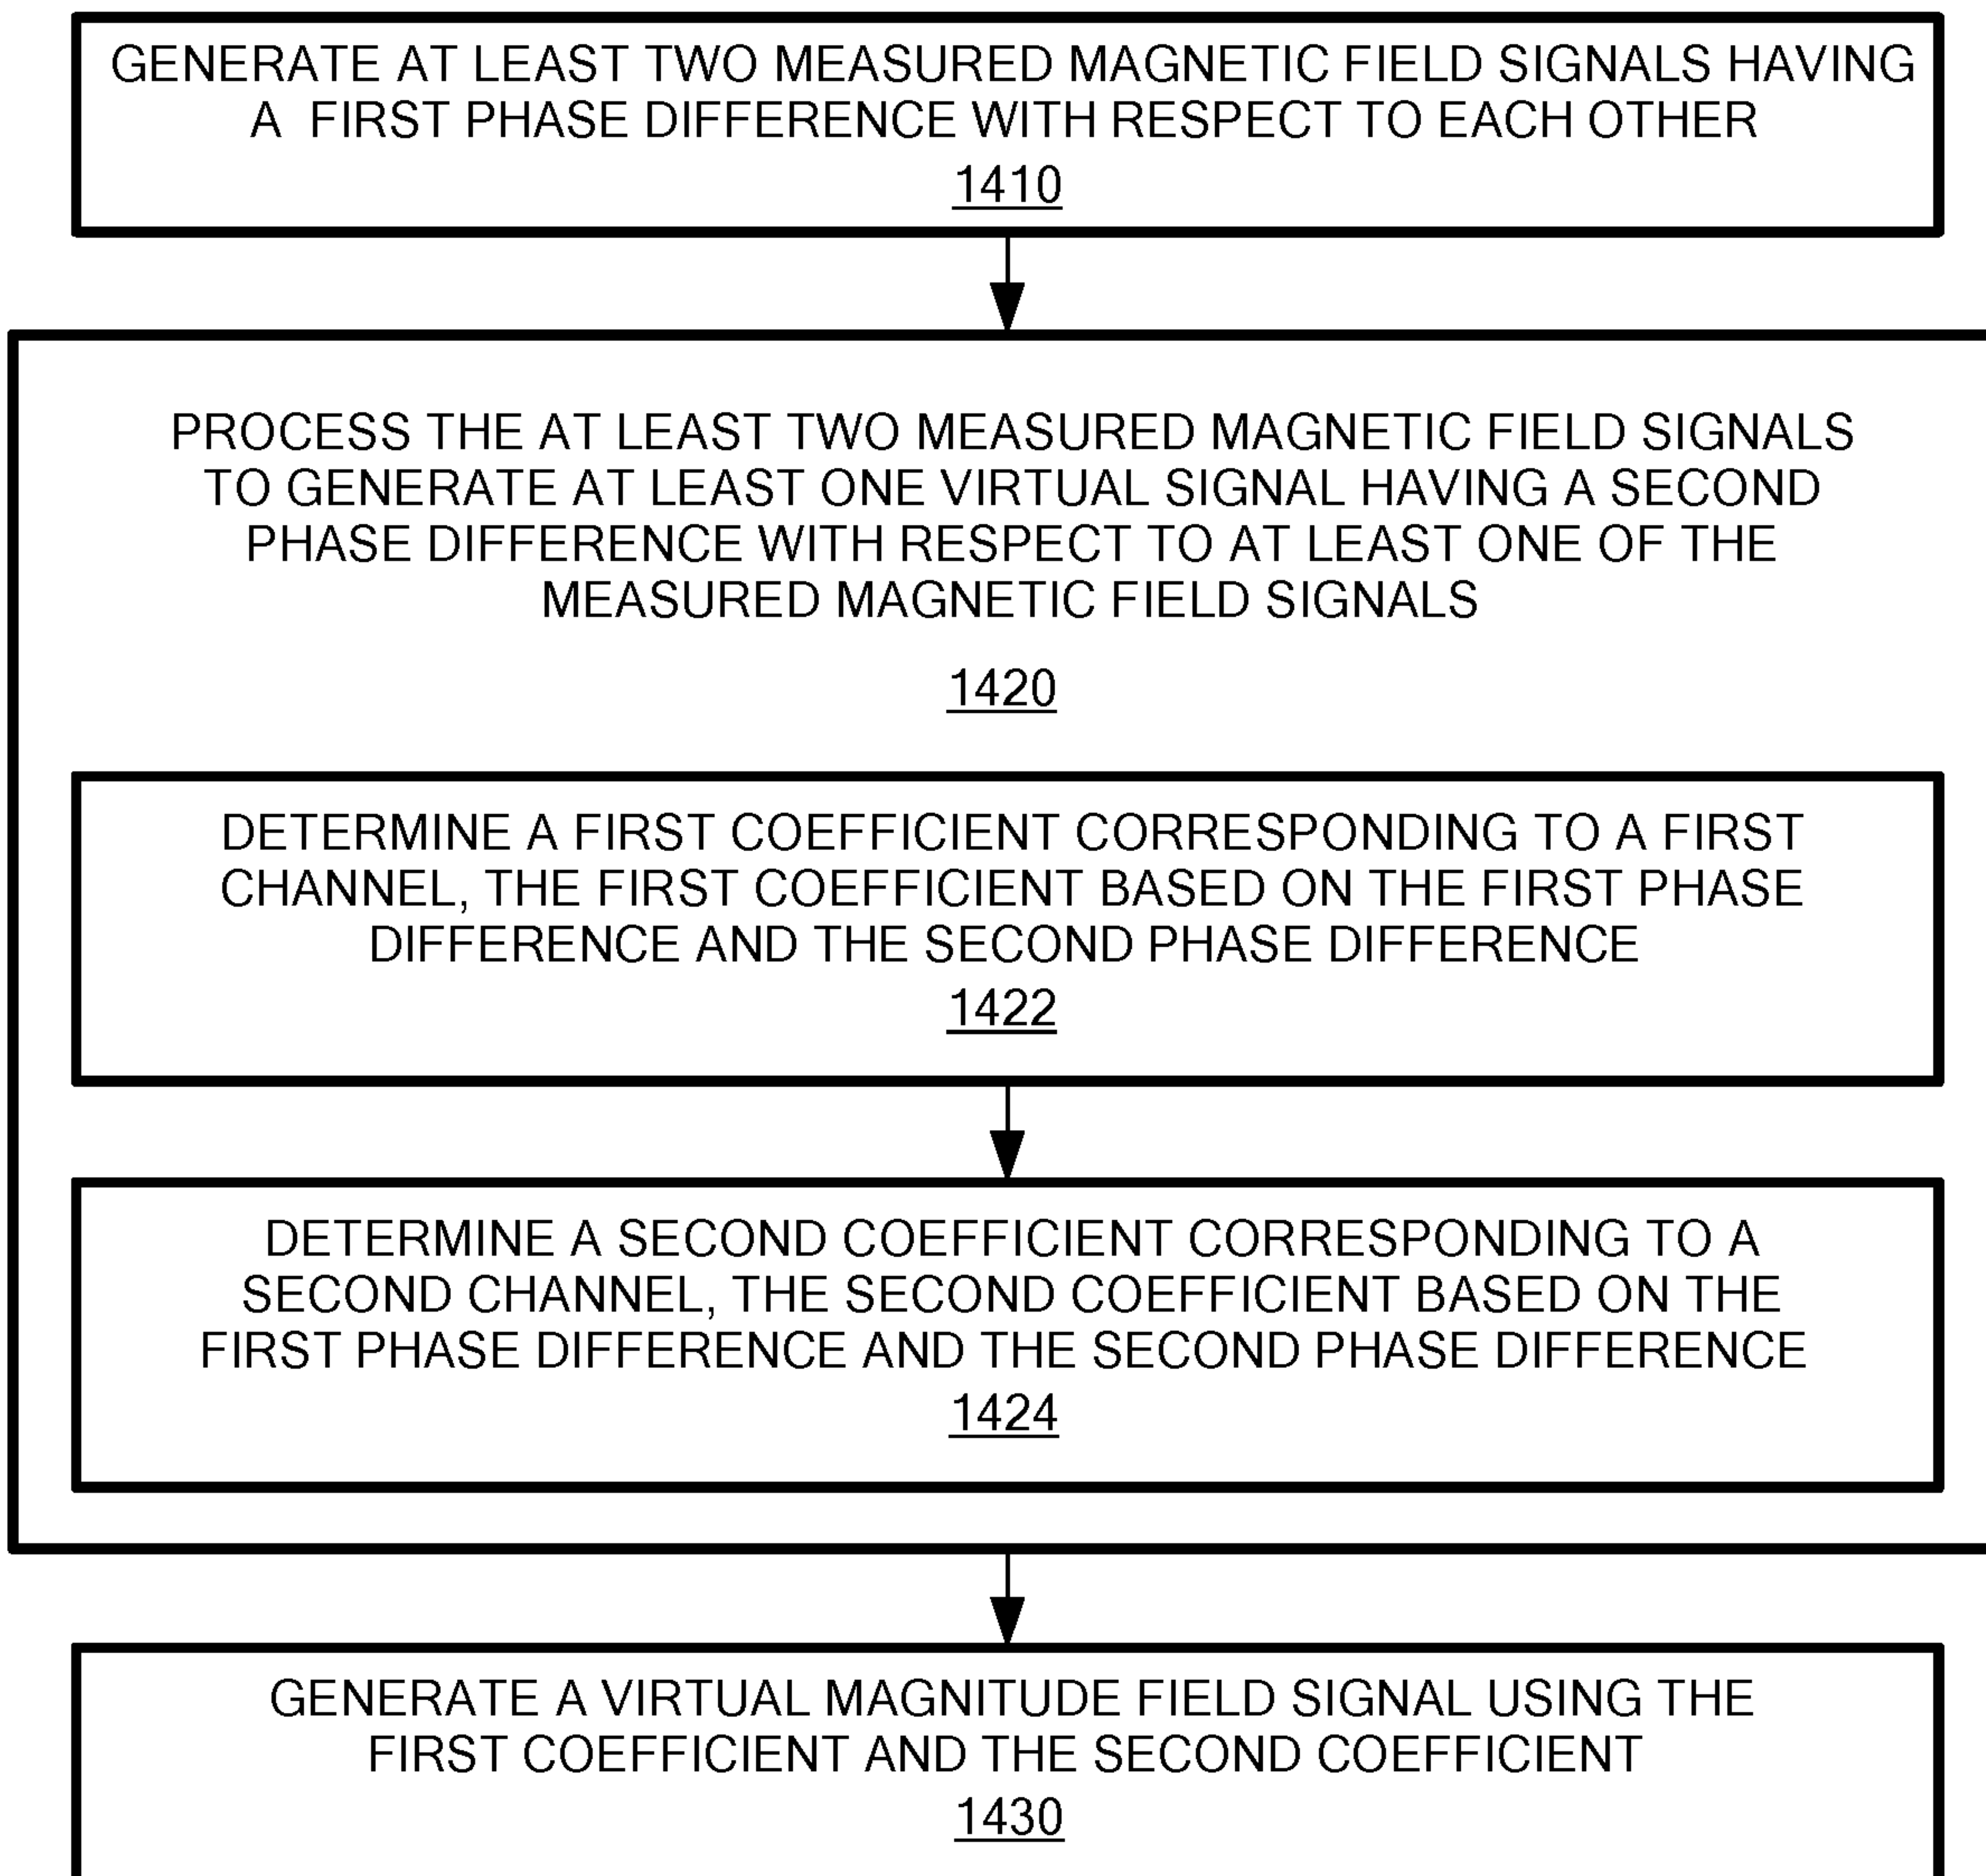 GENERATE AT LEAST TWO MEASURED MAGNETIC FIELD SIGNALS HAVING
A FIRST PHASE DIFFERENCE WITH RESPECT TO EACH OTHER
1410
PROCESS THE AT LEAST TWO MEASURED MAGNETIC FIELD SIGNALS
TO GENERATE AT LEAST ONE VIRTUAL SIGNAL HAVING A SECOND
PHASE DIFFERENCE WITH RESPECT TO AT LEAST ONE OF THE
MEASURED MAGNETIC FIELD SIGNALS
1420
DETERMINE A FIRST COEFFICIENT CORRESPONDING TO A FIRST
CHANNEL, THE FIRST COEFFICIENT BASED ON THE FIRST PHASE
DIFFERENCE AND THE SECOND PHASE DIFFERENCE
1422
DETERMINE A SECOND COEFFICIENT CORRESPONDING TO A
SECOND CHANNEL, THE SECOND COEFFICIENT BASED ON THE
FIRST PHASE DIFFERENCE AND THE SECOND PHASE DIFFERENCE
1424
GENERATE A VIRTUAL MAGNITUDE FIELD SIGNAL USING THE
FIRST COEFFICIENT AND THE SECOND COEFFICIENT
1430